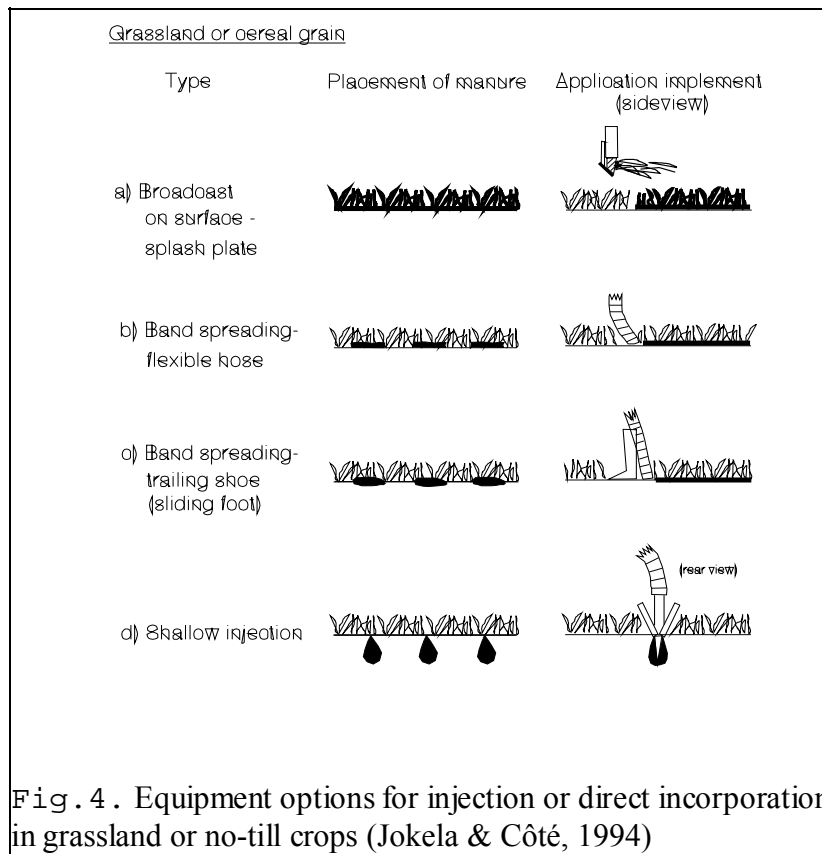 Grassland or cereal grain
Type Placement of manure Application implement
(sideview)
a) Broadcast
on surface -
splash plate
b) Band spreading-
flexible hose
c) Band spreading-
trailing shoe
(sliding foot)
(rear view)
d) Shallow injection
Fig.4. Equipment options for injection or direct incorporation
in grassland or no-till crops (Jokela & Côté, 1994)